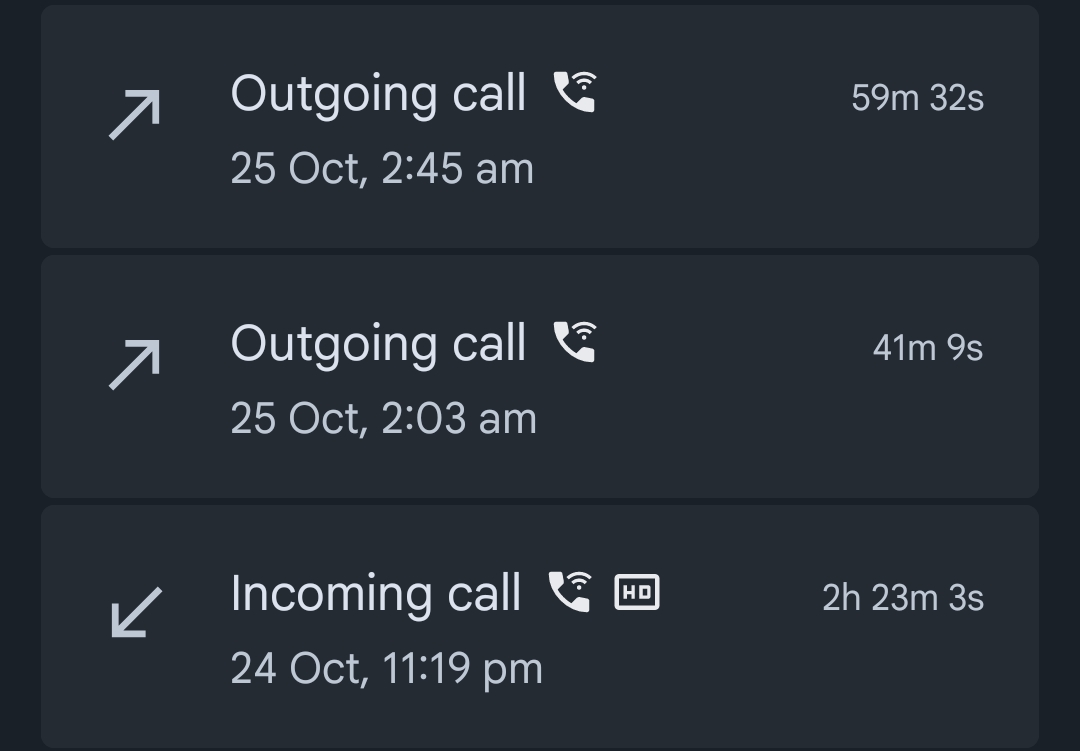 Outgoing call 59m 32s
25 Oct, 2:45 am
Outgoing call 41m 9s
25 Oct, 2:03 am
Incoming call HD 2h 23m 3s
24 Oct, 11:19 pm